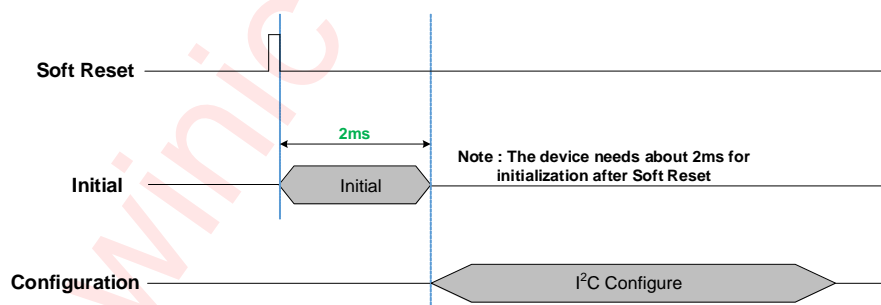 Soft Reset
2ms
Note : The device needs about 2ms for
initialization after Soft Reset
Initial
Initial
Configuration
I²C Configure
winic